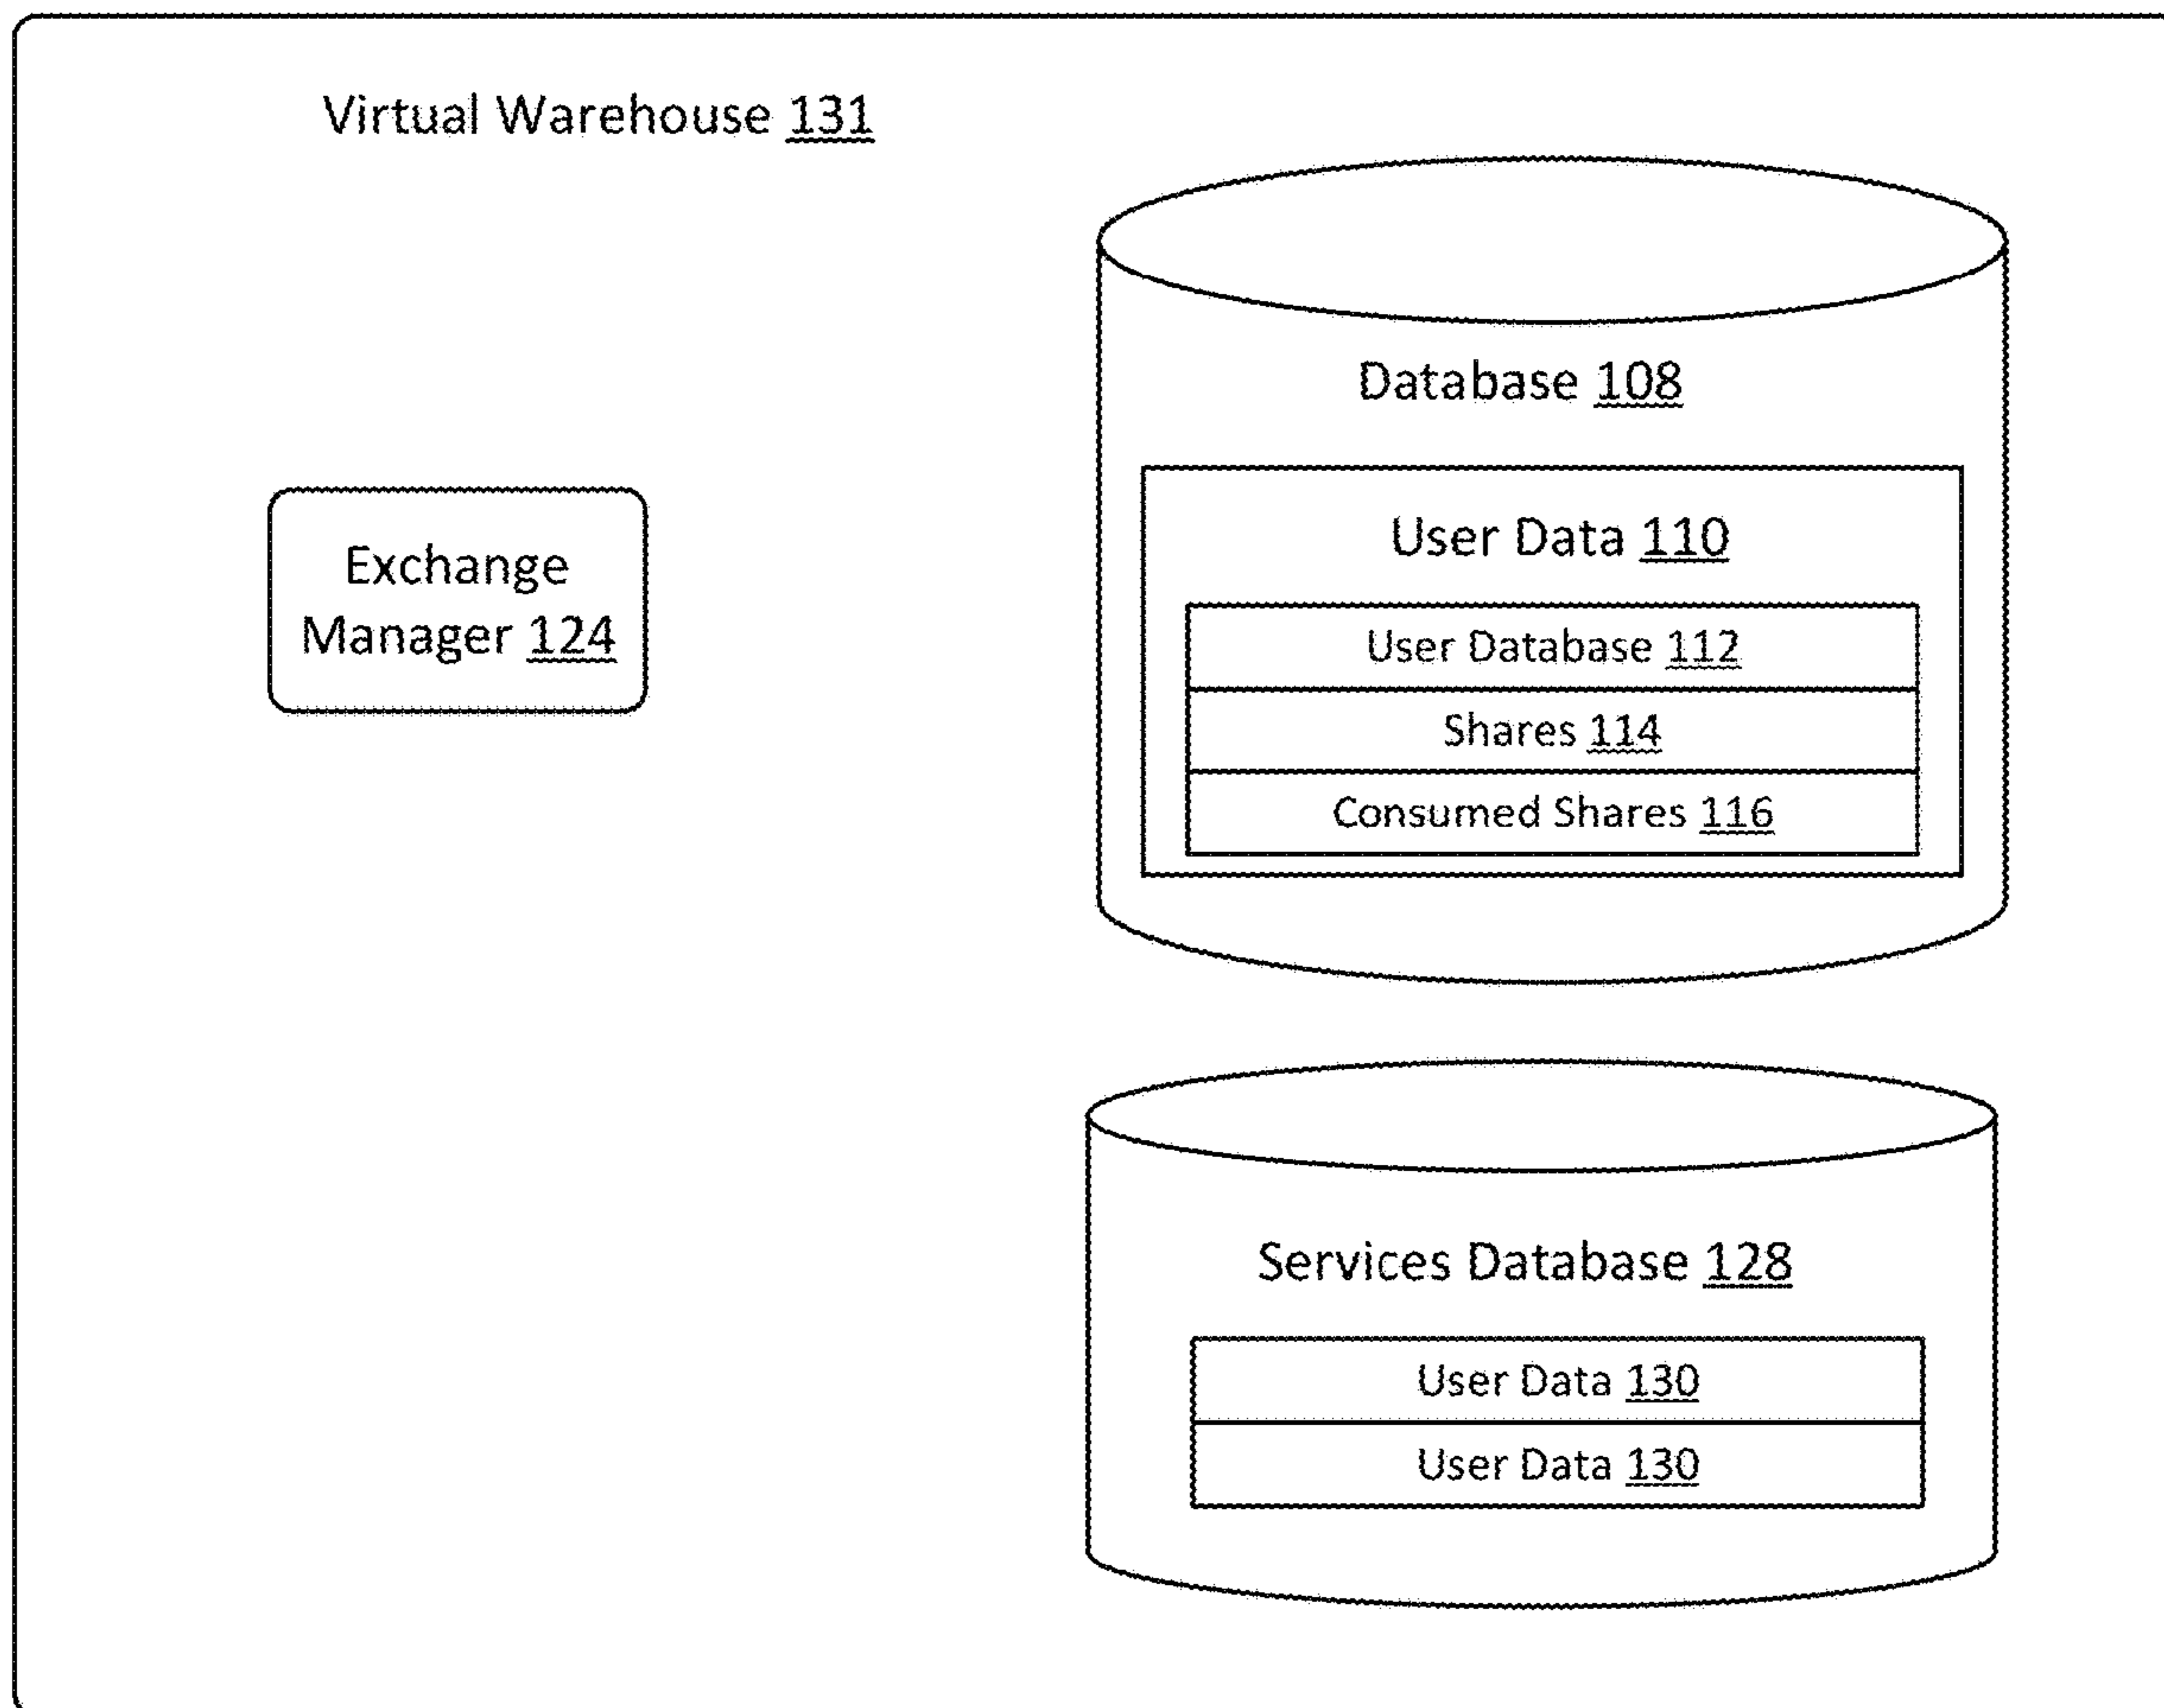 Virtual Warehouse 131
Database 108
User Data 110
Exchange
Manager 124
User Database 112
Shares 114
Consumed Shares 116
Services Database 128
User Data 130
User Data 130